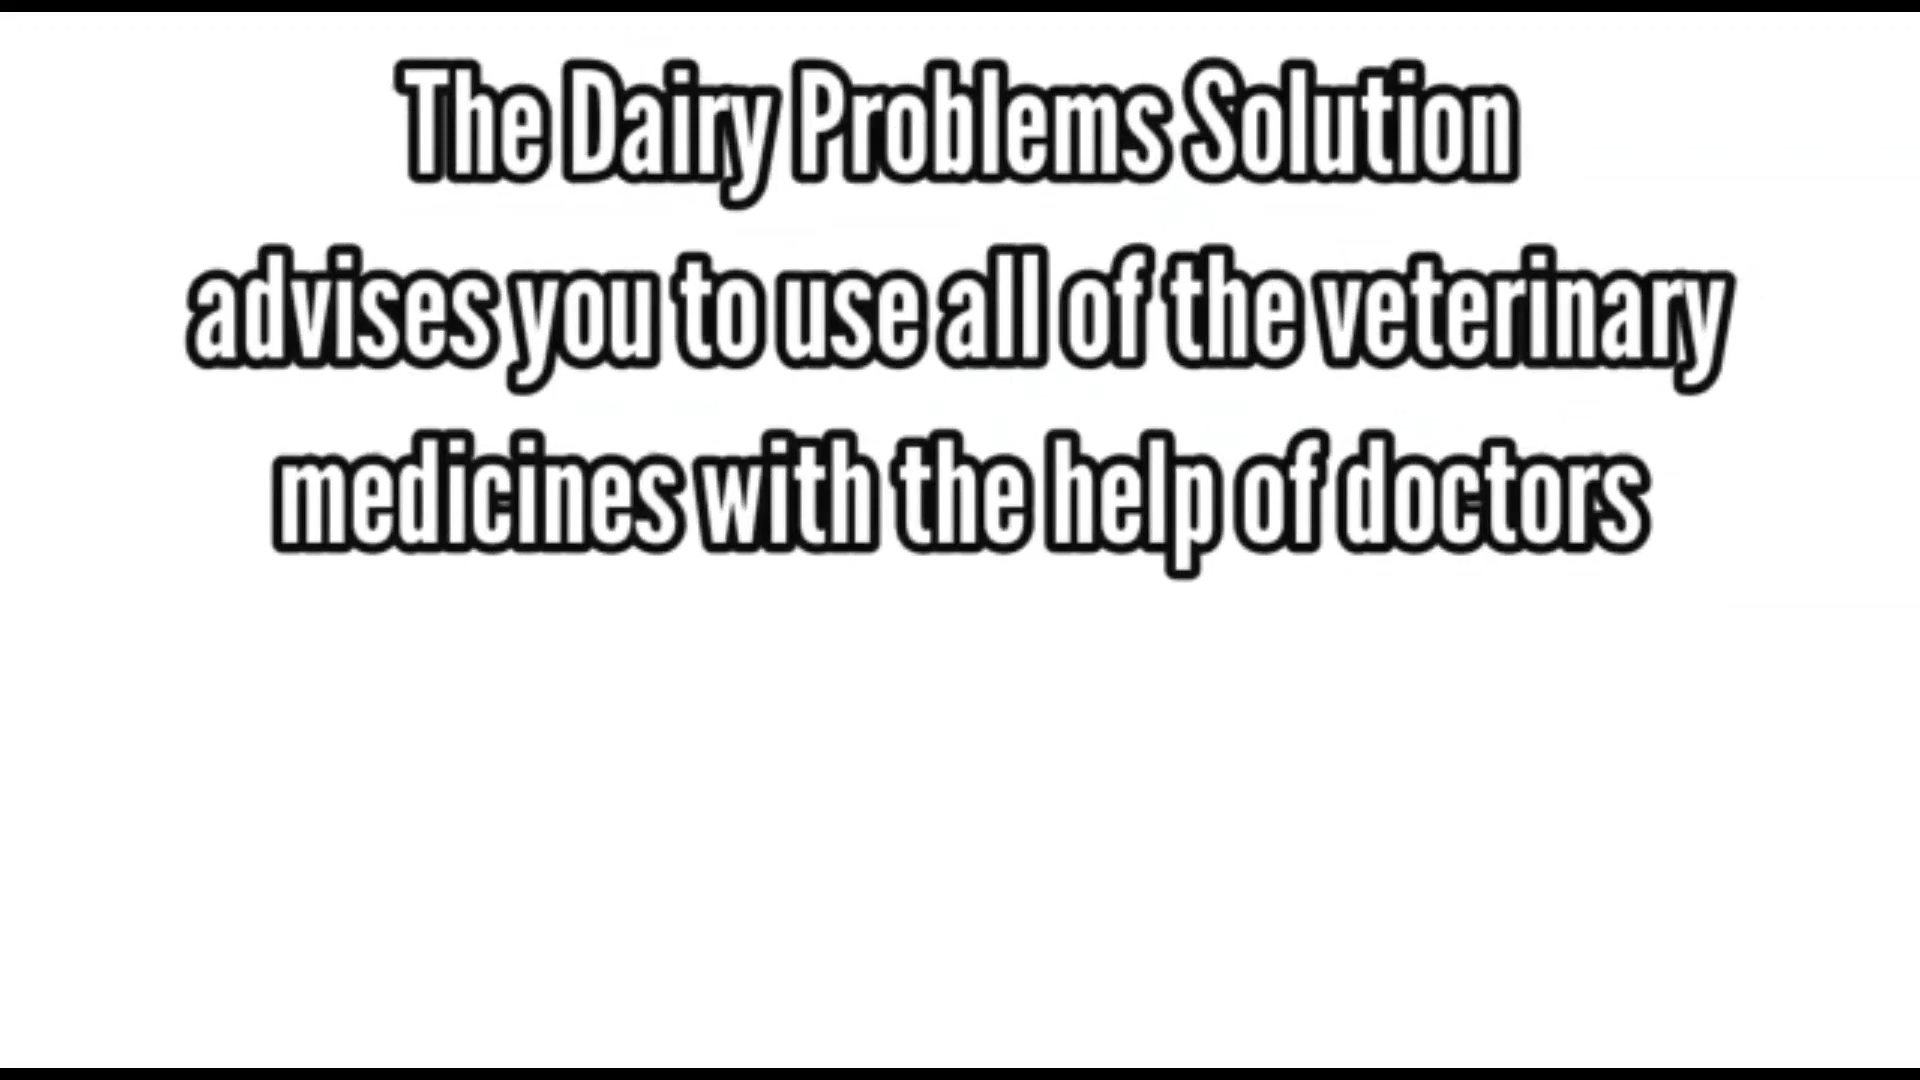 The Dairy Problems Solution
advises you to use all of the veterinary
medicines with the help of doctors